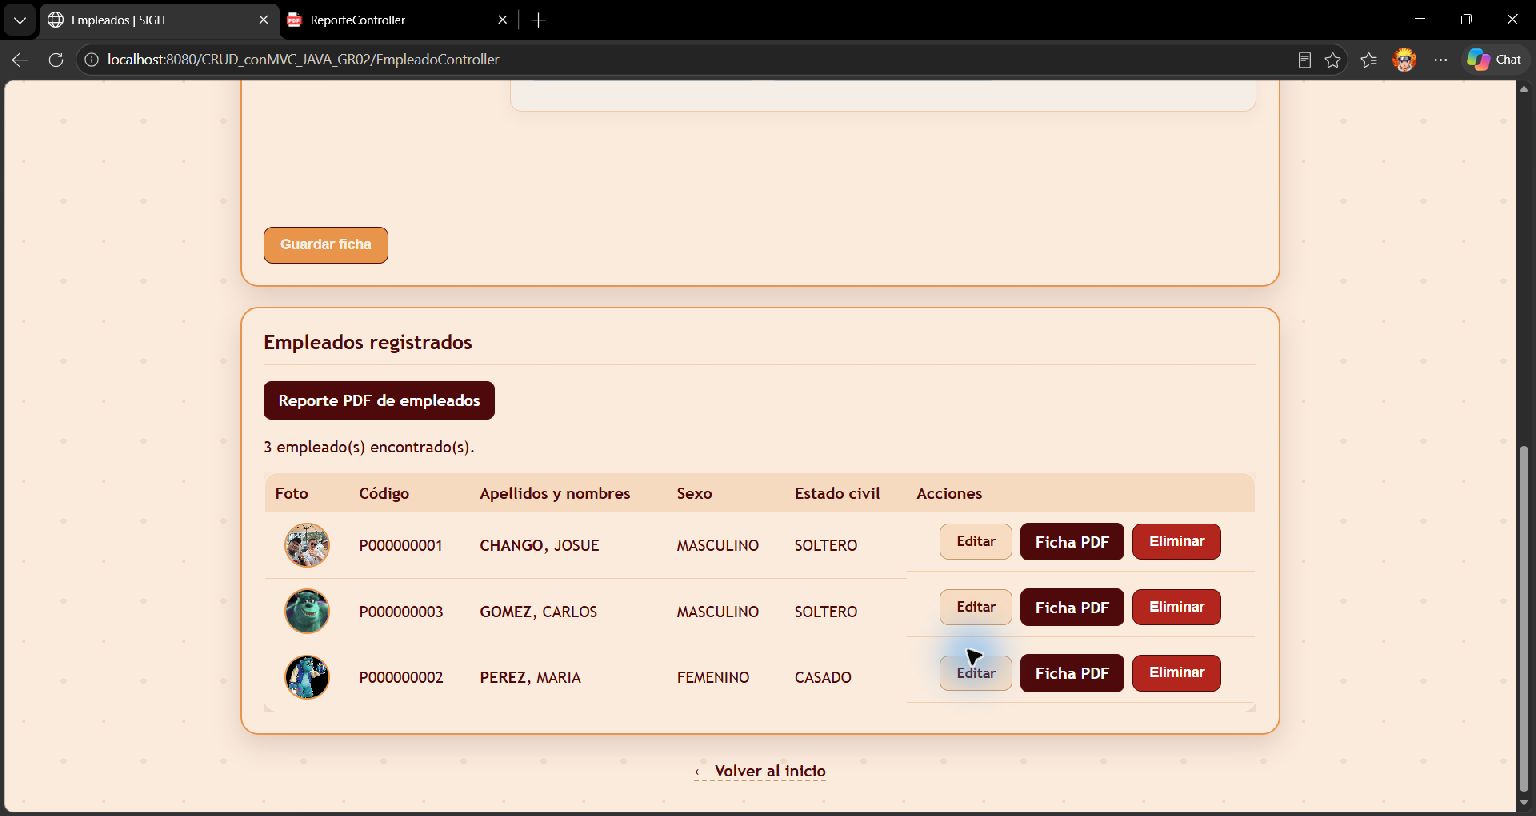 Empleados | SIGH
ReporteController
localhost:8080/CRUD_conMVC_JAVA_GR02/EmpleadoController
Chat
Guardar ficha
Empleados registrados
Reporte PDF de empleados
3 empleado(s) encontrado(s).
Foto Código Apellidos y nombres Sexo Estado civil Acciones
P000000001 CHANGO, JOSUE MASCULINO SOLTERO Editar Ficha PDF Eliminar
P000000003 GOMEZ, CARLOS MASCULINO SOLTERO Editar Ficha PDF Eliminar
P000000002 PEREZ, MARIA FEMENINO CASADO Editar Ficha PDF Eliminar
Volver al inicio